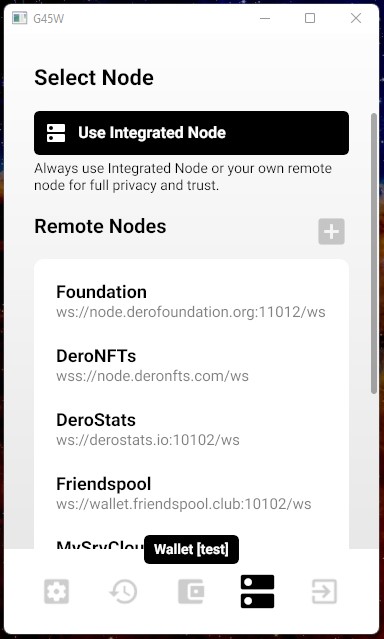 G45W
Select Node
Use Integrated Node
Always use Integrated Node or your own remote
node for full privacy and trust.
Remote Nodes
Foundation
ws://node.derofoundation.org:11012/ws
DeroNFTs
wss://node.deronfts.com/ws
DeroStats
ws://derostats.io:10102/ws
Friendspool
ws://wallet.friendspool.club:10102/ws
Wallet [test]